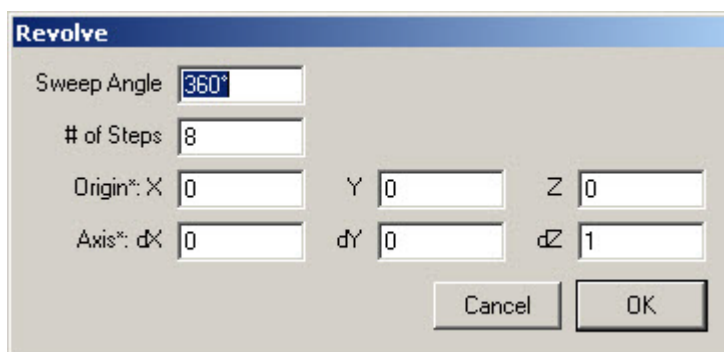 Revolve
Sweep Angle 360°
# of Steps 8
Origin*: X 0 Y 0 Z 0
Axis*: dX 0 dY 0 dZ 1
Cancel OK